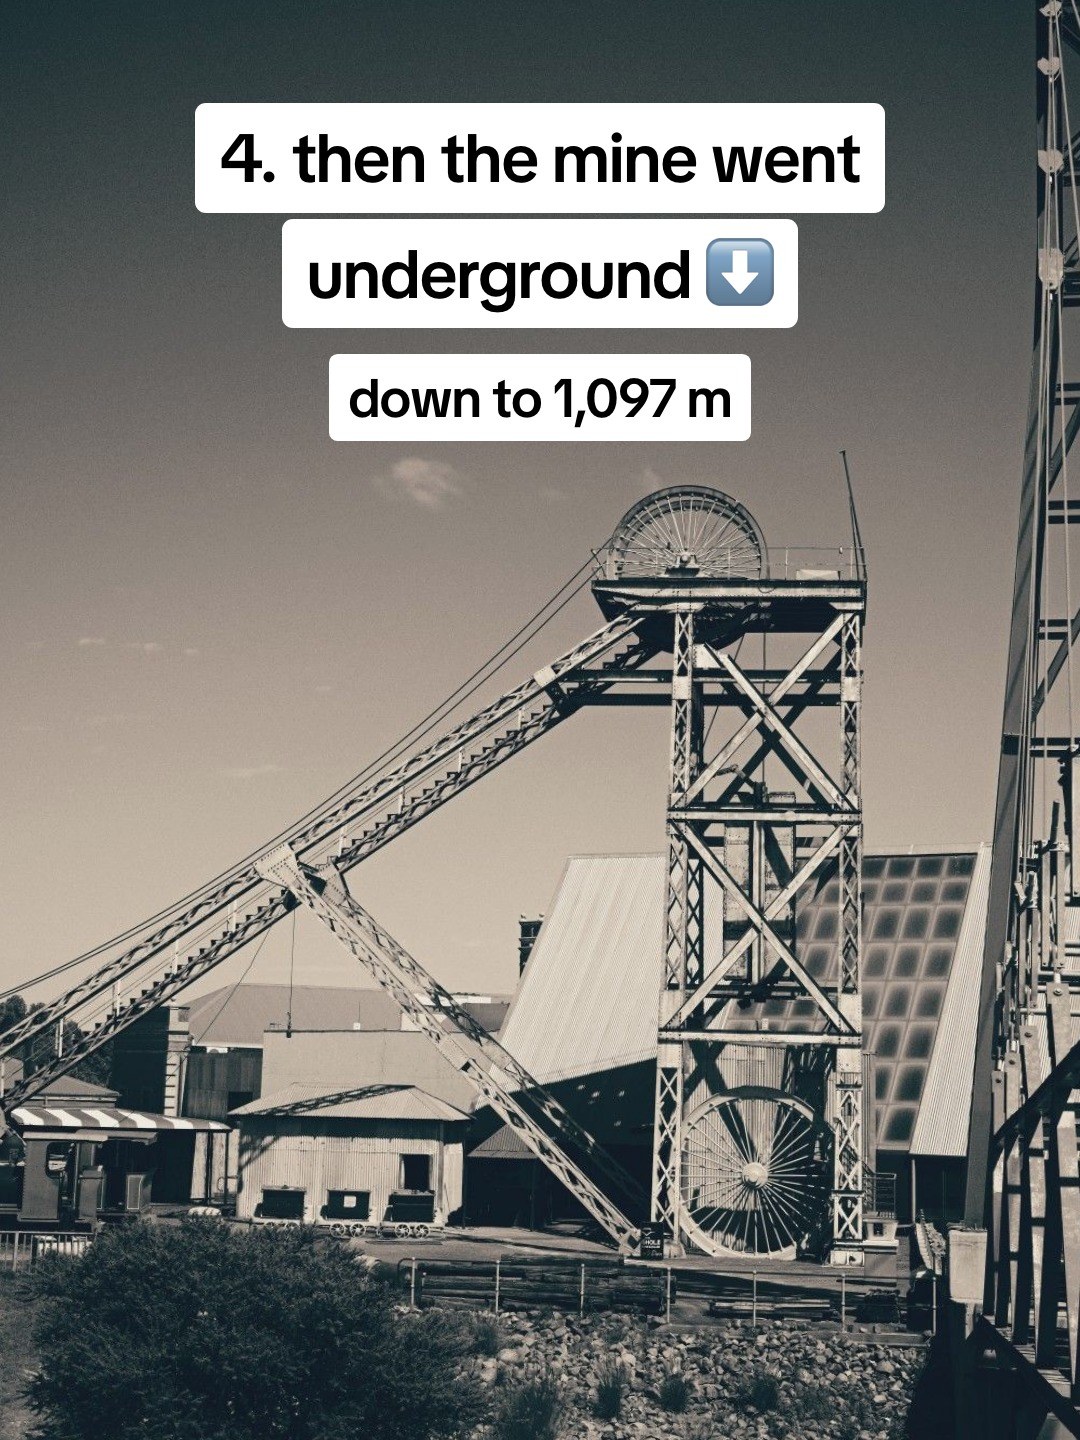 4. then the mine went
underground ⬇️
down to 1,097 m